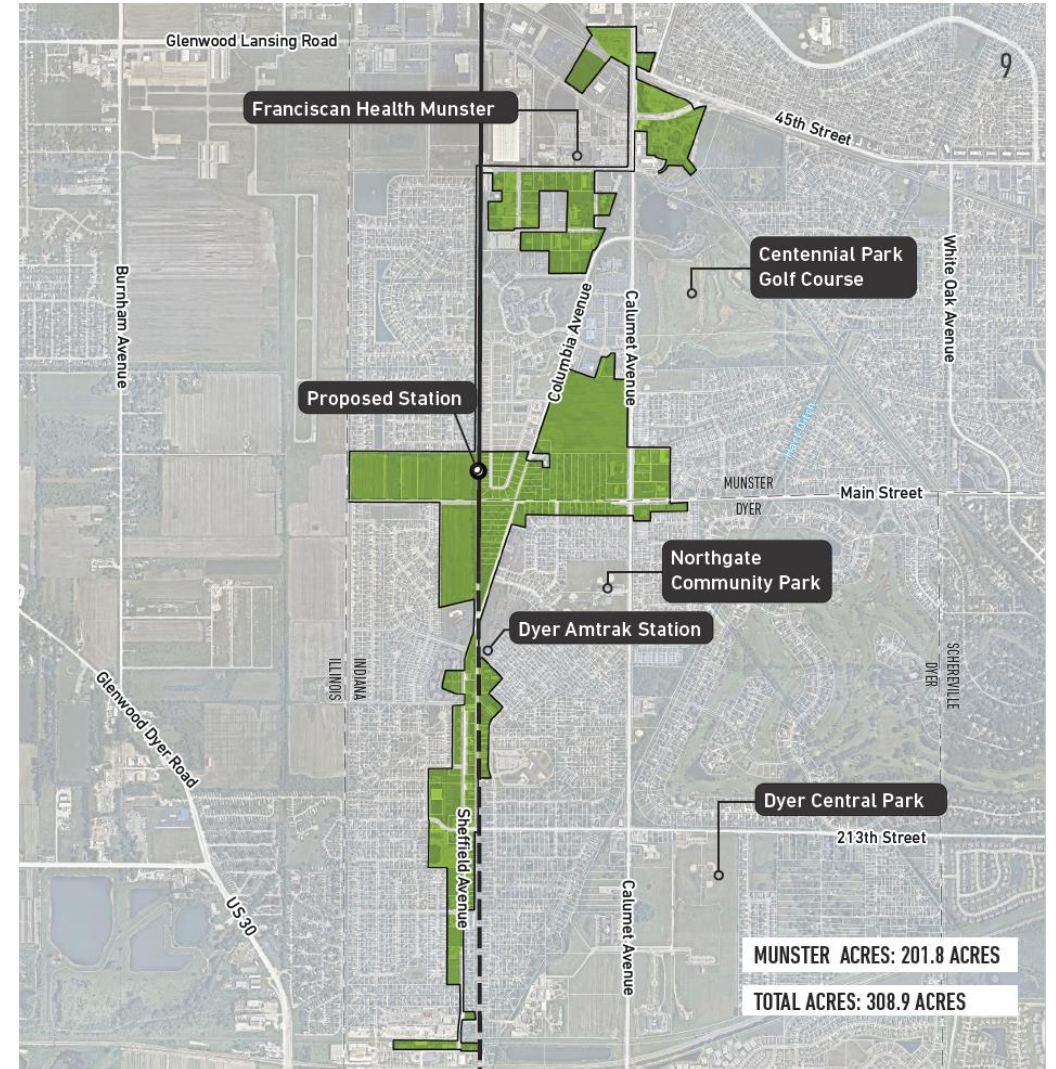 Glenwood Lansing Road
9
Franciscan Health Munster
45th Street
Centennial Park
Golf Course
White Oak Avenue
Burnham Avenue
Columbia Avenue
Calumet Avenue
Proposed Station
Hart Ditch
MUNSTER
DYER
Main Street
Northgate
Community Park
Dyer Amtrak Station
ILLINOIS
INDIANA
SCHEREVILLE
DYER
Glenwood Dyer Road
Dyer Central Park
213th Street
Sheffield Avenue
US 30
Calumet Avenue
MUNSTER ACRES: 201.8 ACRES
TOTAL ACRES: 308.9 ACRES